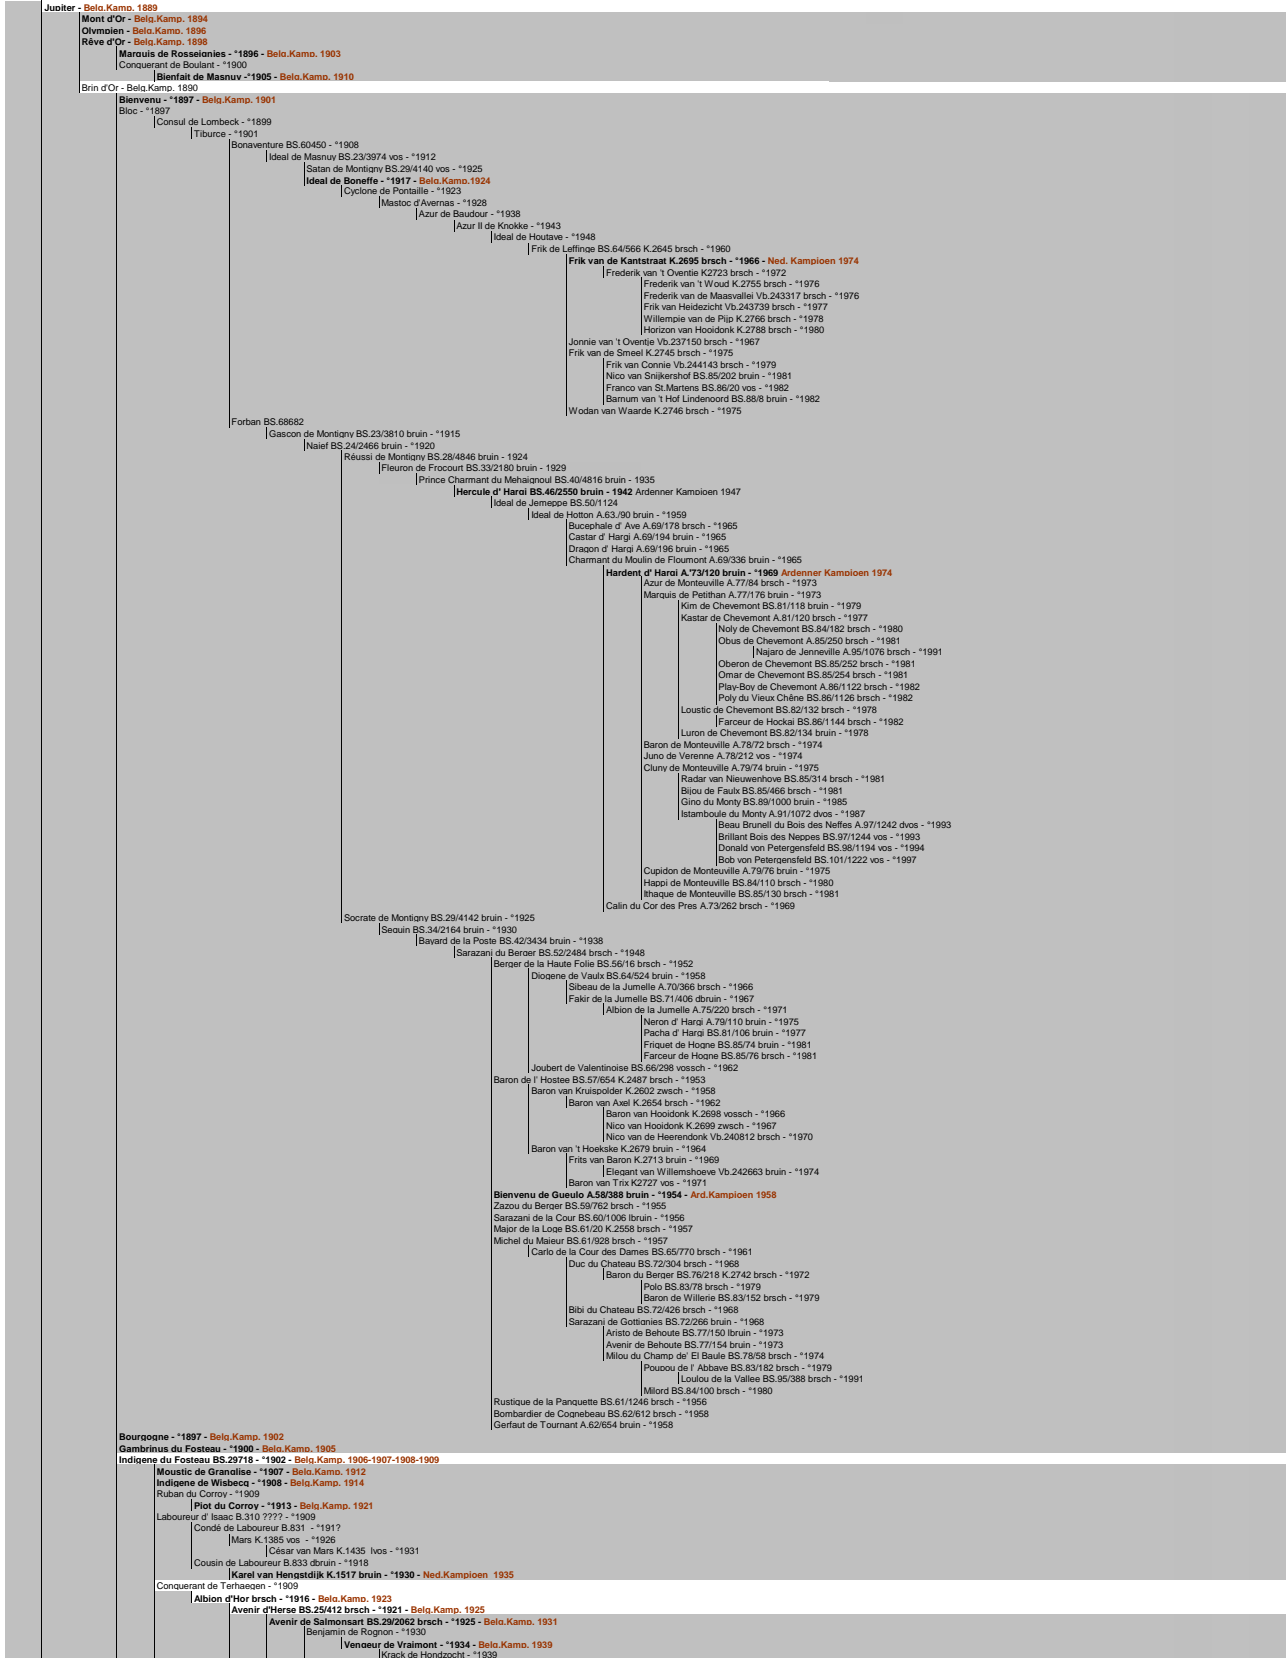 Jupiter - Belg.Kamp. 1889
Mont d'Or - Belg.Kamp. 1894
Olympien - Belg.Kamp. 1896
Rêve d'Or - Belg.Kamp. 1898
Marquis de Rosseignies - °1896 - Belg.Kamp. 1903
Conquerant de Boulant - °1900
Bienfait de Masnuy -°1905 - Belg.Kamp. 1910
Brin d'Or - Belg.Kamp. 1890
Bienvenu - °1897 - Belg.Kamp. 1901
Bloc - °1897
Consul de Lombeck - °1899
Tiburce - °1901
Bonaventure BS.60450 - °1908
Ideal de Masnuy BS.23/3974 vos - °1912
Satan de Montigny BS.29/4140 vos - °1925
Ideal de Boneffe - °1917 - Belg.Kamp.1924
Cyclone de Pontaille - °1923
Mastoc d'Avernas - °1928
Azur de Baudour - °1938
Azur II de Knokke - °1943
Ideal de Houtave - °1948
Frik de Leffinge BS.64/566 K.2645 brsch - °1960
Frik van de Kantstraat K.2695 brsch - °1966 - Ned. Kampioen 1974
Frederik van 't Oventje K2723 brsch - °1972
Frederik van 't Woud K.2755 brsch - °1976
Frederik van de Maasvallei Vb.243317 brsch - °1976
Frik van Heidezicht Vb.243739 brsch - °1977
Willempie van de Pijp K.2766 brsch - °1978
Horizon van Hooidonk K.2788 brsch - °1980
Jonnie van 't Oventje Vb.237150 brsch - °1967
Frik van de Smeel K.2745 brsch - °1975
Frik van Connie Vb.244143 brsch - °1979
Nico van Snijkershof BS.85/202 bruin - °1981
Franco van St.Martens BS.86/20 vos - °1982
Barnum van 't Hof Lindenoord BS.88/8 bruin - °1982
Wodan van Waarde K.2746 brsch - °1975
Forban BS.68682
Gascon de Montigny BS.23/3810 bruin - °1915
Naief BS.24/2466 bruin - °1920
Réussi de Montigny BS.28/4846 bruin - 1924
Fleuron de Frocourt BS.33/2180 bruin - 1929
Prince Charmant du Mehaignoul BS.40/4816 bruin - 1935
Hercule d' Hargi BS.46/2550 bruin - 1942 Ardenner Kampioen 1947
Ideal de Jemeppe BS.50/1124
Ideal de Hotton A.63./90 bruin - °1959
Bucephale d' Ave A.69/178 brsch - °1965
Castar d' Hargi A.69/194 bruin - °1965
Dragon d' Hargi A.69/196 bruin - °1965
Charmant du Moulin de Floumont A.69/336 bruin - °1965
Hardent d' Hargi A.'73/120 bruin - °1969 Ardenner Kampioen 1974
Azur de Monteuville A.77/84 brsch - °1973
Marquis de Petithan A.77/176 bruin - °1973
Kim de Chevemont BS.81/118 bruin - °1979
Kastar de Chevemont A.81/120 brsch - °1977
Noly de Chevemont BS.84/182 brsch - °1980
Obus de Chevemont A.85/250 brsch - °1981
Najaro de Jenneville A.95/1076 brsch - °1991
Oberon de Chevemont BS.85/252 brsch - °1981
Omar de Chevemont BS.85/254 brsch - °1981
Play-Boy de Chevemont A.86/1122 brsch - °1982
Poly du Vieux Chêne BS.86/1126 brsch - °1982
Loustic de Chevemont BS.82/132 brsch - °1978
Farceur de Hockai BS.86/1144 brsch - °1982
Luron de Chevemont BS.82/134 bruin - °1978
Baron de Monteuville A.78/72 brsch - °1974
Juno de Verenne A.78/212 vos - °1974
Cluny de Monteuville A.79/74 bruin - °1975
Radar van Nieuwenhove BS.85/314 brsch - °1981
Bijou de Faulx BS.85/466 brsch - °1981
Gino du Monty BS.89/1000 bruin - °1985
Istamboule du Monty A.91/1072 dvos - °1987
Beau Brunell du Bois des Neffes A.97/1242 dvos - °1993
Brillant Bois des Neppes BS.97/1244 vos - °1993
Donald von Petergensfeld BS.98/1194 vos - °1994
Bob von Petergensfeld BS.101/1222 vos - °1997
Cupidon de Monteuville A.79/76 bruin - °1975
Happi de Monteuville BS.84/110 brsch - °1980
Ithaque de Monteuville BS.85/130 brsch - °1981
Calin du Cor des Pres A.73/262 brsch - °1969
Socrate de Montigny BS.29/4142 bruin - °1925
Sequin BS.34/2164 bruin - °1930
Bayard de la Poste BS.42/3434 bruin - °1938
Sarazani du Berger BS.52/2484 brsch - °1948
Berger de la Haute Folie BS.56/16 brsch - °1952
Diogene de Vaulx BS.64/524 bruin - °1958
Sibeau de la Jumelle A.70/366 brsch - °1966
Fakir de la Jumelle BS.71/406 dbruin - °1967
Albion de la Jumelle A.75/220 brsch - °1971
Neron d' Hargi A.79/110 bruin - °1975
Pacha d' Hargi BS.81/106 bruin - °1977
Friquet de Hogne BS.85/74 bruin - °1981
Farceur de Hogne BS.85/76 brsch - °1981
Joubert de Valentinoise BS.66/298 vossch - °1962
Baron de l' Hostee BS.57/654 K.2487 brsch - °1953
Baron van Kruispolder K.2602 zwsch - °1958
Baron van Axel K.2654 brsch - °1962
Baron van Hooidonk K.2698 vossch - °1966
Nico van Hooidonk K.2699 zwsch - °1967
Nico van de Heerendonk Vb.240812 brsch - °1970
Baron van 't Hoekske K.2679 bruin - °1964
Frits van Baron K.2713 bruin - °1969
Elegant van Willemshoeve Vb.242663 bruin - °1974
Baron van Trix K2727 vos - °1971
Bienvenu de Gueulo A.58/388 bruin - °1954 - Ard.Kampioen 1958
Zazou du Berger BS.59/762 brsch - °1955
Sarazani de la Cour BS.60/1006 lbruin - °1956
Major de la Loge BS.61/20 K.2558 brsch - °1957
Michel du Maieur BS.61/928 brsch - °1957
Carlo de la Cour des Dames BS.65/770 brsch - °1961
Duc du Chateau BS.72/304 brsch - °1968
Baron du Berger BS.76/218 K.2742 brsch - °1972
Polo BS.83/78 brsch - °1979
Baron de Willerie BS.83/152 brsch - °1979
Bibi du Chateau BS.72/426 brsch - °1968
Sarazani de Gottignies BS.72/266 bruin - °1968
Aristo de Behoute BS.77/150 lbruin - °1973
Avenir de Behoute BS.77/154 bruin - °1973
Milou du Champ de' El Baule BS.78/58 brsch - °1974
Poupou de l' Abbaye BS.83/182 brsch - °1979
Loulou de la Vallee BS.95/388 brsch - °1991
Milord BS.84/100 brsch - °1980
Rustique de la Panquette BS.61/1246 brsch - °1956
Bombardier de Cognebeau BS.62/612 brsch - °1958
Gerfaut de Tournant A.62/654 bruin - °1958
Bourgogne - °1897 - Belg.Kamp. 1902
Gambrinus du Fosteau - °1900 - Belg.Kamp. 1905
Indigene du Fosteau BS.29718 - °1902 - Belg.Kamp. 1906-1907-1908-1909
Moustic de Granglise - °1907 - Belg.Kamp. 1912
Indigene de Wisbecq - °1908 - Belg.Kamp. 1914
Ruban du Corroy - °1909
Piot du Corroy - °1913 - Belg.Kamp. 1921
Laboureur d' Isaac B.310 ???? - °1909
Condé de Laboureur B.831 - °191?
Mars K.1385 vos - °1926
César van Mars K.1435 lvos - °1931
Cousin de Laboureur B.833 dbruin - °1918
Karel van Hengstdijk K.1517 bruin - °1930 - Ned.Kampioen 1935
Conquerant de Terhaegen - °1909
Albion d'Hor brsch - °1916 - Belg.Kamp. 1923
Avenir d'Herse BS.25/412 brsch - °1921 - Belg.Kamp. 1925
Avenir de Salmonsart BS.29/2062 brsch - °1925 - Belg.Kamp. 1931
Benjamin de Rognon - °1930
Vengeur de Vraimont - °1934 - Belg.Kamp. 1939
Krack de Hondzocht - °1939